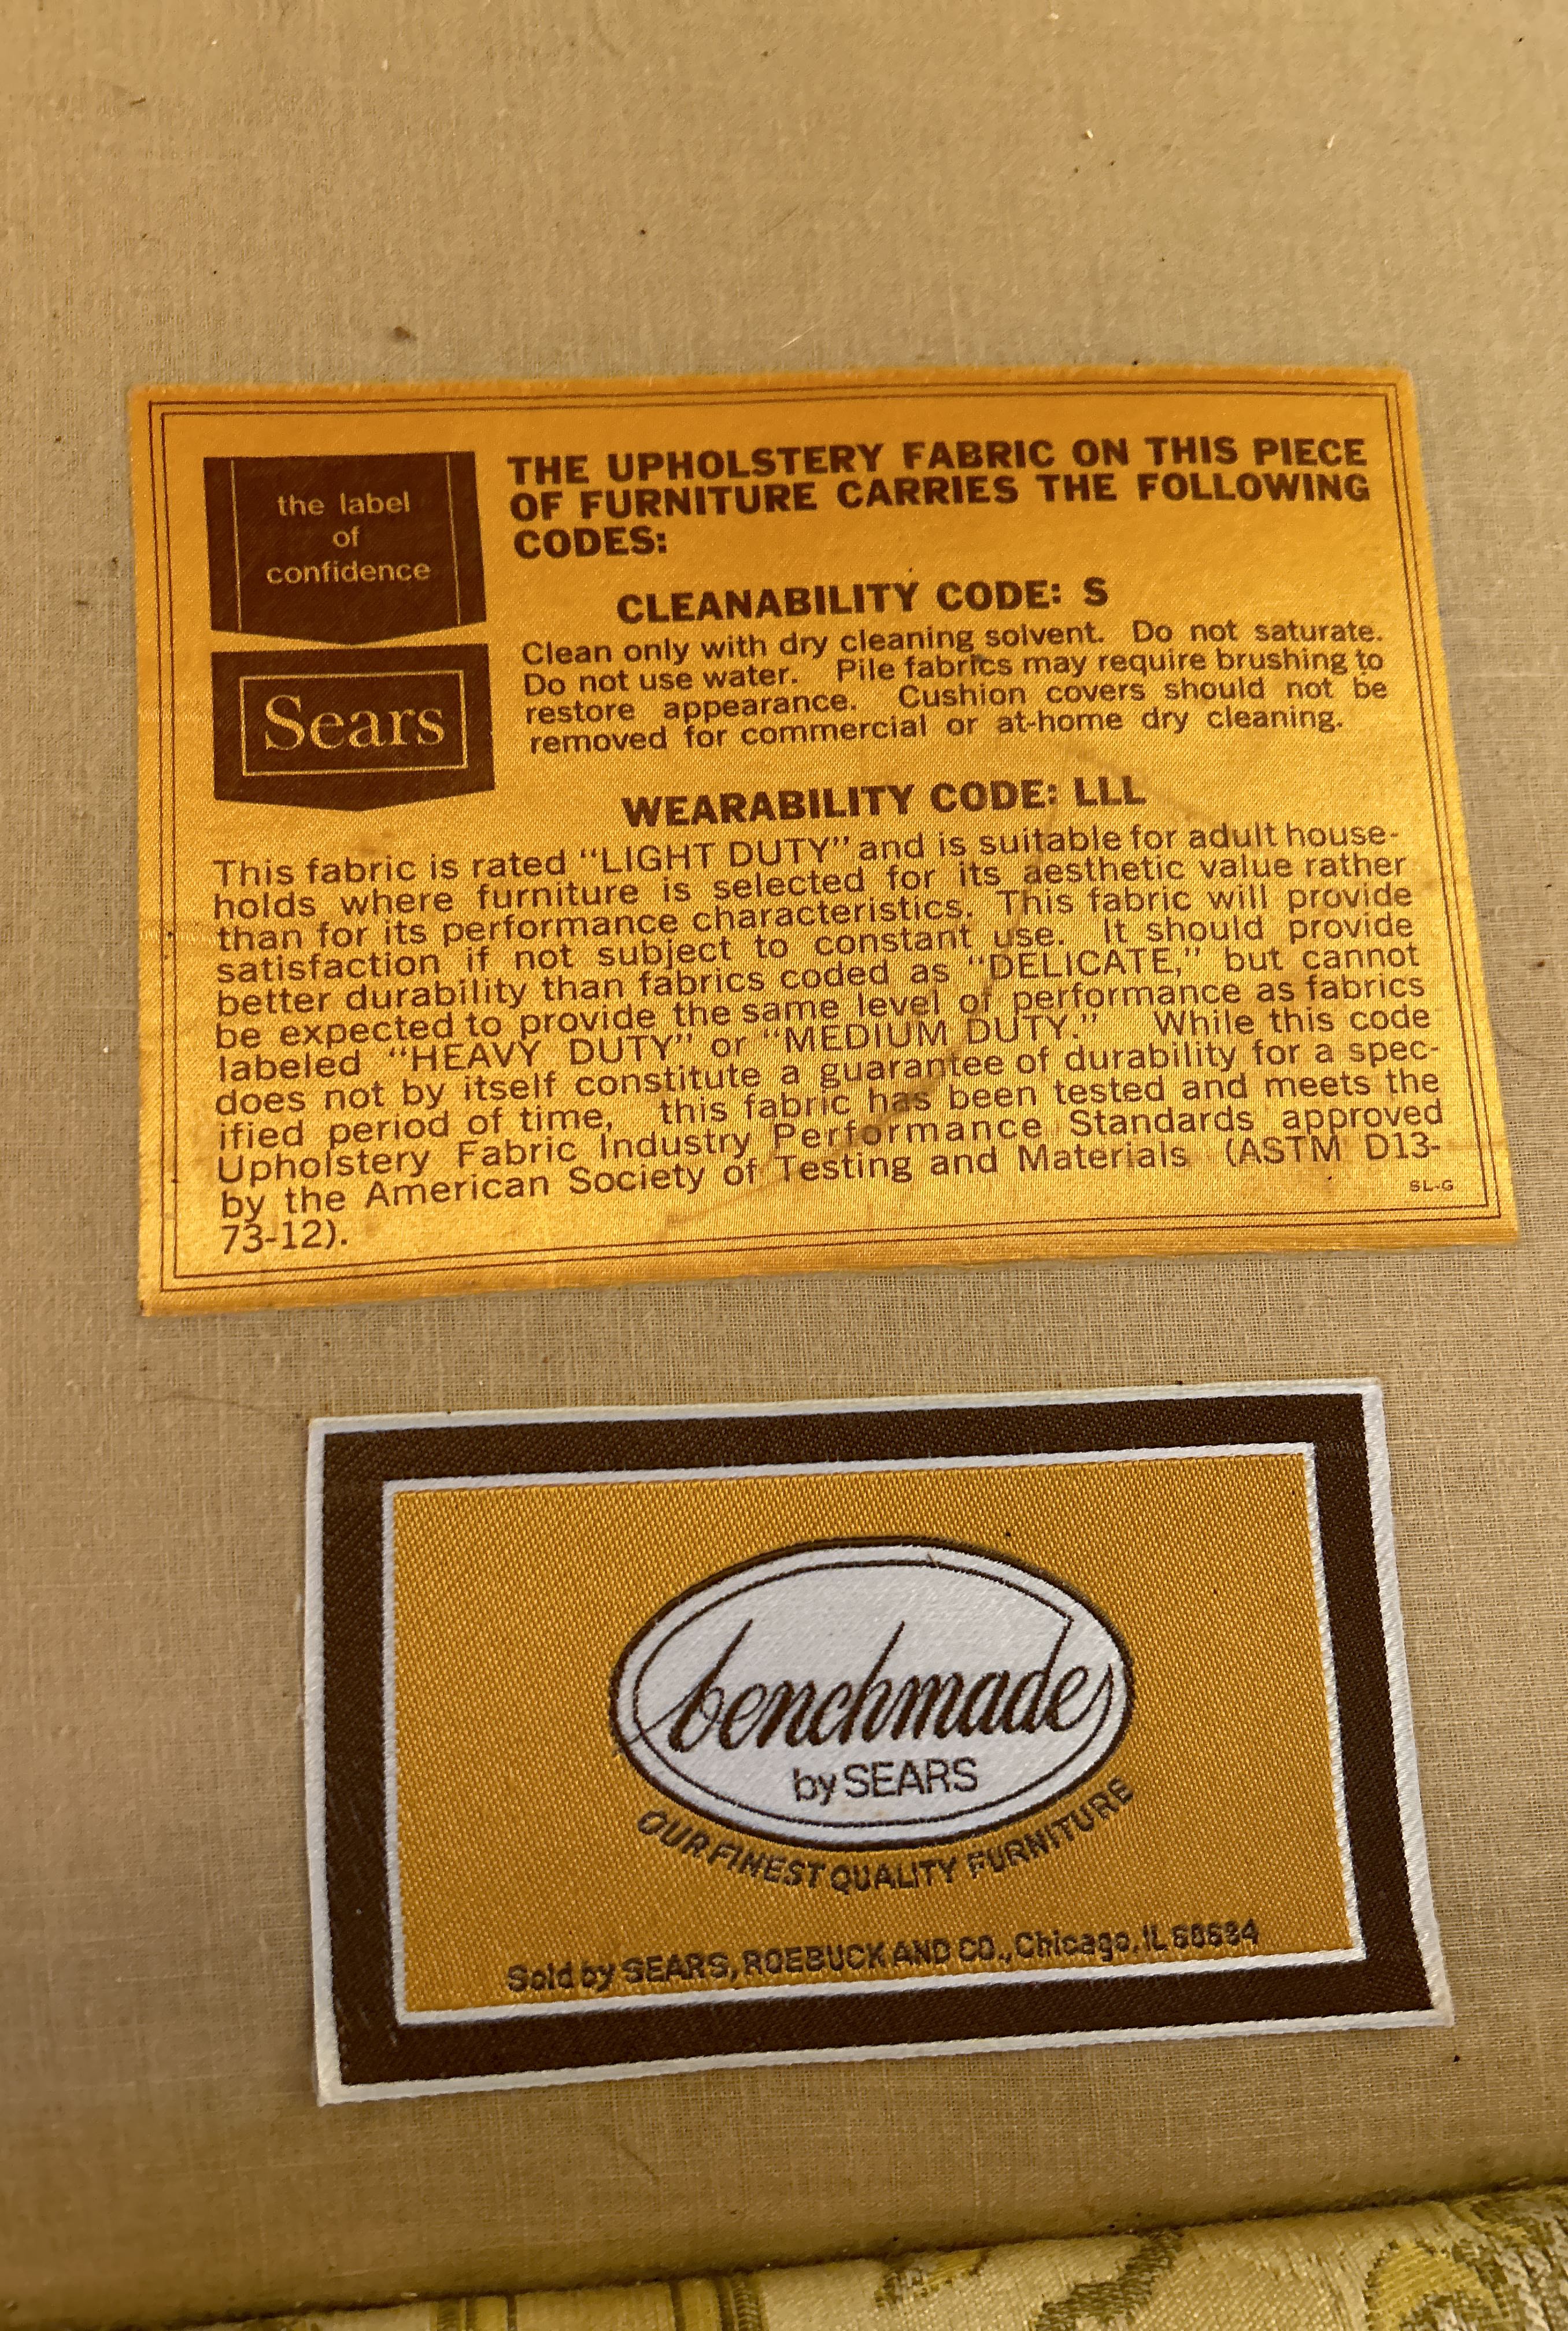 the label
of
confidence
Sears
THE UPHOLSTERY FABRIC ON THIS PIECE
OF FURNITURE CARRIES THE FOLLOWING
CODES:
CLEANABILITY CODE: S
Clean only with dry cleaning solvent. Do not saturate.
Do not use water. Pile fabrics may require brushing to
restore appearance. Cushion covers should not be
removed for commercial or at-home dry cleaning.
WEARABILITY CODE: LLL
This fabric is rated "LIGHT DUTY" and is suitable for adult house-
holds where furniture is selected for its aesthetic value rather
than for its performance characteristics. This fabric will provide
satisfaction if not subject to constant use. It should provide
better durability than fabrics coded as "DELICATE," but cannot
be expected to provide the same level of performance as fabrics
labeled "HEAVY DUTY" or "MEDIUM DUTY." While this code
does not by itself constitute a guarantee of durability for a spec-
ified period of time, this fabric has been tested and meets the
Upholstery Fabric Industry Performance Standards approved
by the American Society of Testing and Materials (ASTM D13-
73-12).
SL-G
benchmade
by SEARS
OUR FINEST QUALITY FURNITURE
Sold by SEARS, ROEBUCK AND CO., Chicago, IL 60684